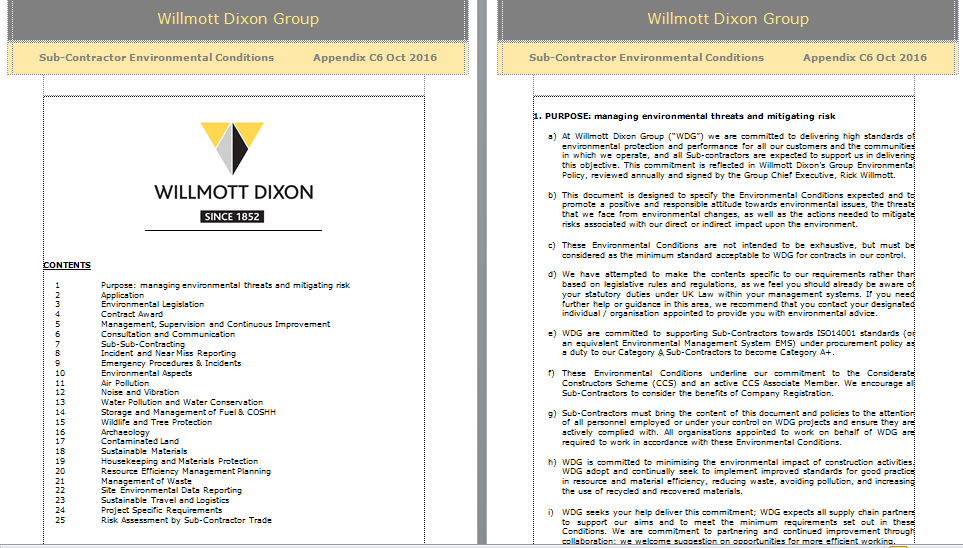 Willmott Dixon Group
Sub-Contractor Environmental Conditions Appendix C6 Oct 2016
WILLMOTT DIXON
SINCE 1852
CONTENTS
1 Purpose: managing environmental threats and mitigating risk
2 Application
3 Environmental Legislation
4 Contract Award
5 Management, Supervision and Continuous Improvement
6 Consultation and Communication
7 Sub-Sub-Contracting
8 Incident and Near Miss Reporting
9 Emergency Procedures & Incidents
10 Environmental Aspects
11 Air Pollution
12 Noise and Vibration
13 Water Pollution and Water Conservation
14 Storage and Management of Fuel & COSHH
15 Wildlife and Tree Protection
16 Archaeology
17 Contaminated Land
18 Sustainable Materials
19 Housekeeping and Materials Protection
20 Resource Efficiency Management Planning
21 Management of Waste
22 Site Environmental Data Reporting
23 Sustainable Travel and Logistics
24 Project Specific Requirements
25 Risk Assessment by Sub-Contractor Trade
Willmott Dixon Group
Sub-Contractor Environmental Conditions Appendix C6 Oct 2016
1. PURPOSE: managing environmental threats and mitigating risk
a) At Willmott Dixon Group ("WDG") we are committed to delivering high standards of
environmental protection and performance for all our customers and the communities
in which we operate, and all Sub-contractors are expected to support us in delivering
this objective. This commitment is reflected in Willmott Dixon's Group Environmental
Policy, reviewed annually and signed by the Group Chief Executive, Rick Willmott.
b) This document is designed to specify the Environmental Conditions expected and to
promote a positive and responsible attitude towards environmental issues, the threats
that we face from environmental changes, as well as the actions needed to mitigate
risks associated with our direct or indirect impact upon the environment.
c) These Environmental Conditions are not intended to be exhaustive, but must be
considered as the minimum standard acceptable to WDG for contracts in our control.
d) We have attempted to make the contents specific to our requirements rather than
based on legislative rules and regulations, as we feel you should already be aware of
your statutory duties under UK Law within your management systems. If you need
further help or guidance in this area, we recommend that you contact your designated
individual / organisation appointed to provide you with environmental advice.
e) WDG are committed to supporting Sub-Contractors towards ISO14001 standards (or
an equivalent Environmental Management System EMS) under procurement policy as
a duty to our Category A Sub-Contractors to become Category A+.
f) These Environmental Conditions underline our commitment to the Considerate
Constructors Scheme (CCS) and an active CCS Associate Member. We encourage all
Sub-Contractors to consider the benefits of Company Registration.
g) Sub-Contractors must bring the content of this document and policies to the attention
of all personnel employed or under your control on WDG projects and ensure they are
actively complied with. All organisations appointed to work on behalf of WDG are
required to work in accordance with these Environmental Conditions.
h) WDG is committed to minimising the environmental impact of construction activities.
WDG adopt and continually seek to implement improved standards for good practice
in resource and material efficiency, reducing waste, avoiding pollution, and increasing
the use of recycled and recovered materials.
i) WDG seeks your help deliver this commitment; WDG expects all supply chain partners
to support our aims and to meet the minimum requirements set out in these
Conditions. We are commitment to partnering and continued improvement through
collaboration; we welcome suggestion on opportunities for more efficient working.